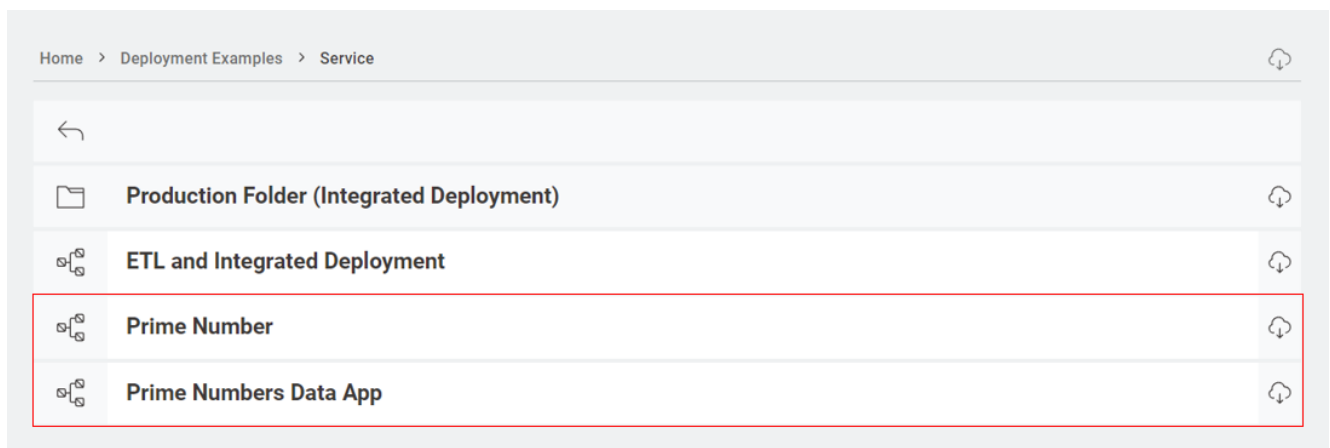 Home > Deployment Examples > Service
Production Folder (Integrated Deployment)
ETL and Integrated Deployment
Prime Number
Prime Numbers Data App